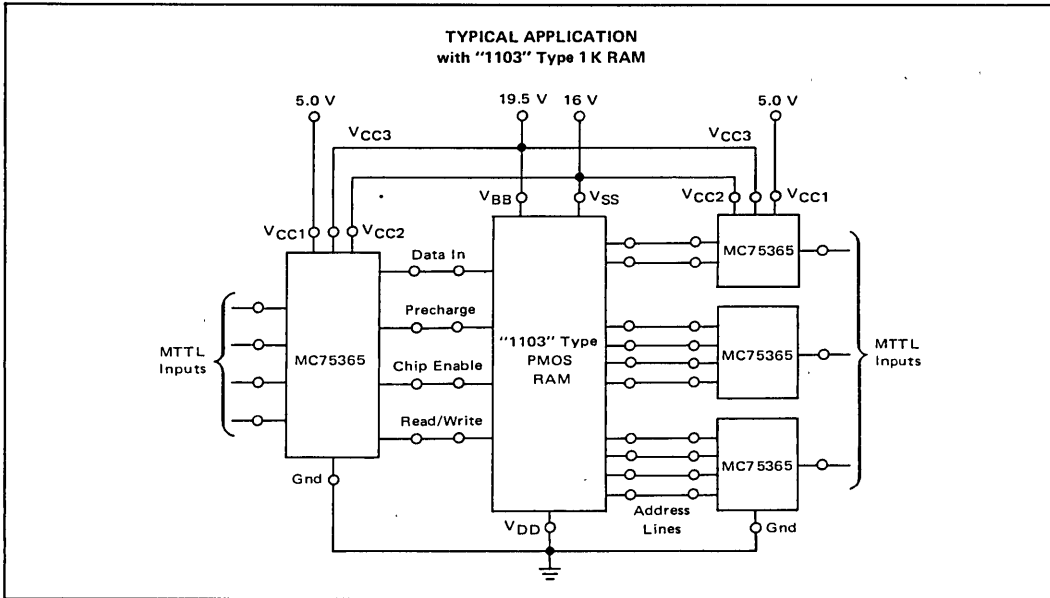 TYPICAL APPLICATION
with "1103" Type 1 K RAM
5.0 V
19.5 V
16 V
5.0 V
VCC3
VCC3
VBB
VSS
VCC2
VCC1
VCC1
VCC2
Data In
MC75365
Precharge
MTTL
Inputs
MC75365
"1103" Type
PMOS
RAM
MC75365
MTTL
Inputs
Chip Enable
Read/Write
MC75365
Gnd
Address
Lines
VDD
Gnd